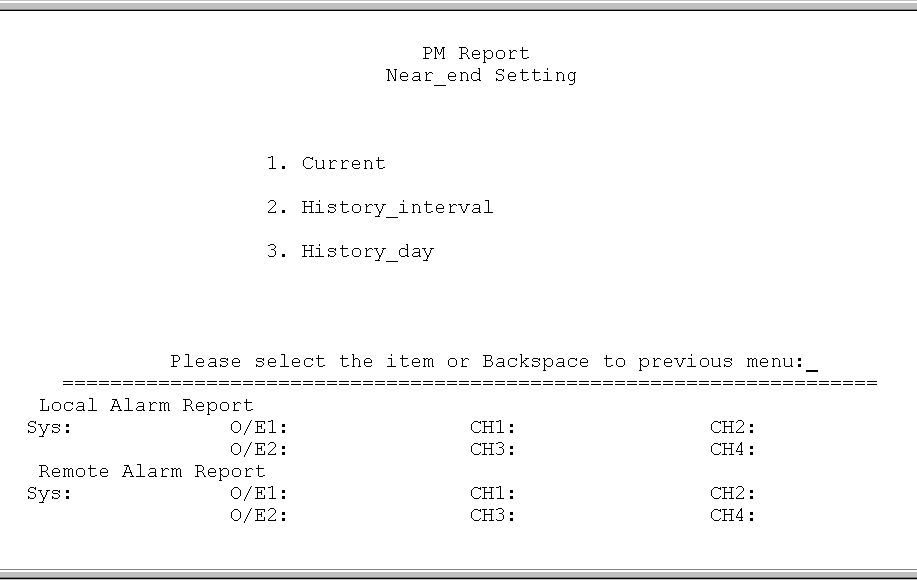 PM Report
Near_end Setting
1. Current
2. History_interval
3. History_day
Please select the item or Backspace to previous menu:_
====================================================================
Local Alarm Report
Sys: O/E1: CH1: CH2:
O/E2: CH3: CH4:
Remote Alarm Report
Sys: O/E1: CH1: CH2:
O/E2: CH3: CH4: